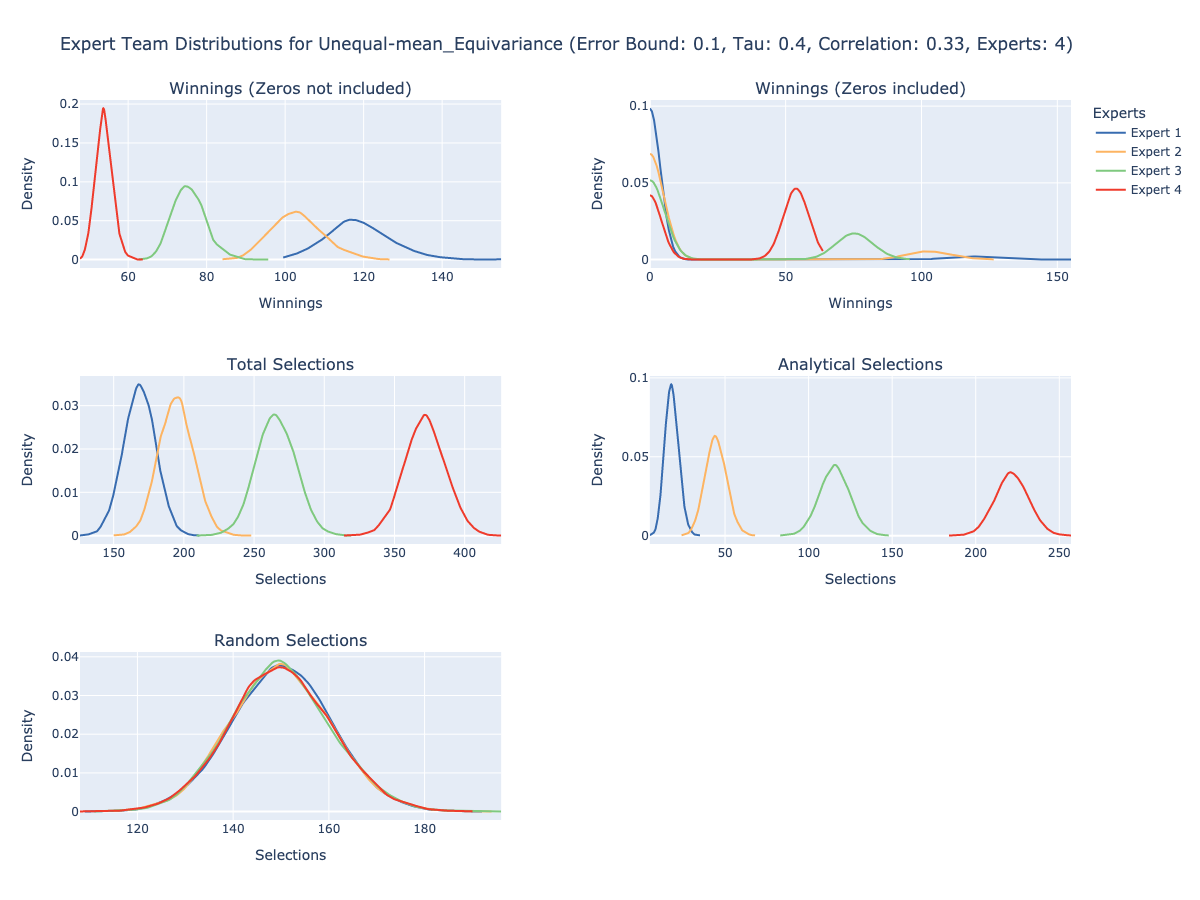 Expert Team Distributions for Unequal-mean_Equivariance (Error Bound: 0.1, Tau: 0.4, Correlation: 0.33, Experts: 4)
Winnings (Zeros not included)
Density
0.2
0.15
0.1
0.05
0
60 80 100 120 140
Winnings
Winnings (Zeros included)
Density
0.1
0.05
0
0 50 100 150
Winnings
Experts
Expert 1
Expert 2
Expert 3
Expert 4
Total Selections
Density
0.03
0.02
0.01
0
150 200 250 300 350 400
Selections
Analytical Selections
Density
0.1
0.05
0
50 100 150 200 250
Selections
Random Selections
Density
0.04
0.03
0.02
0.01
0
120 140 160 180
Selections